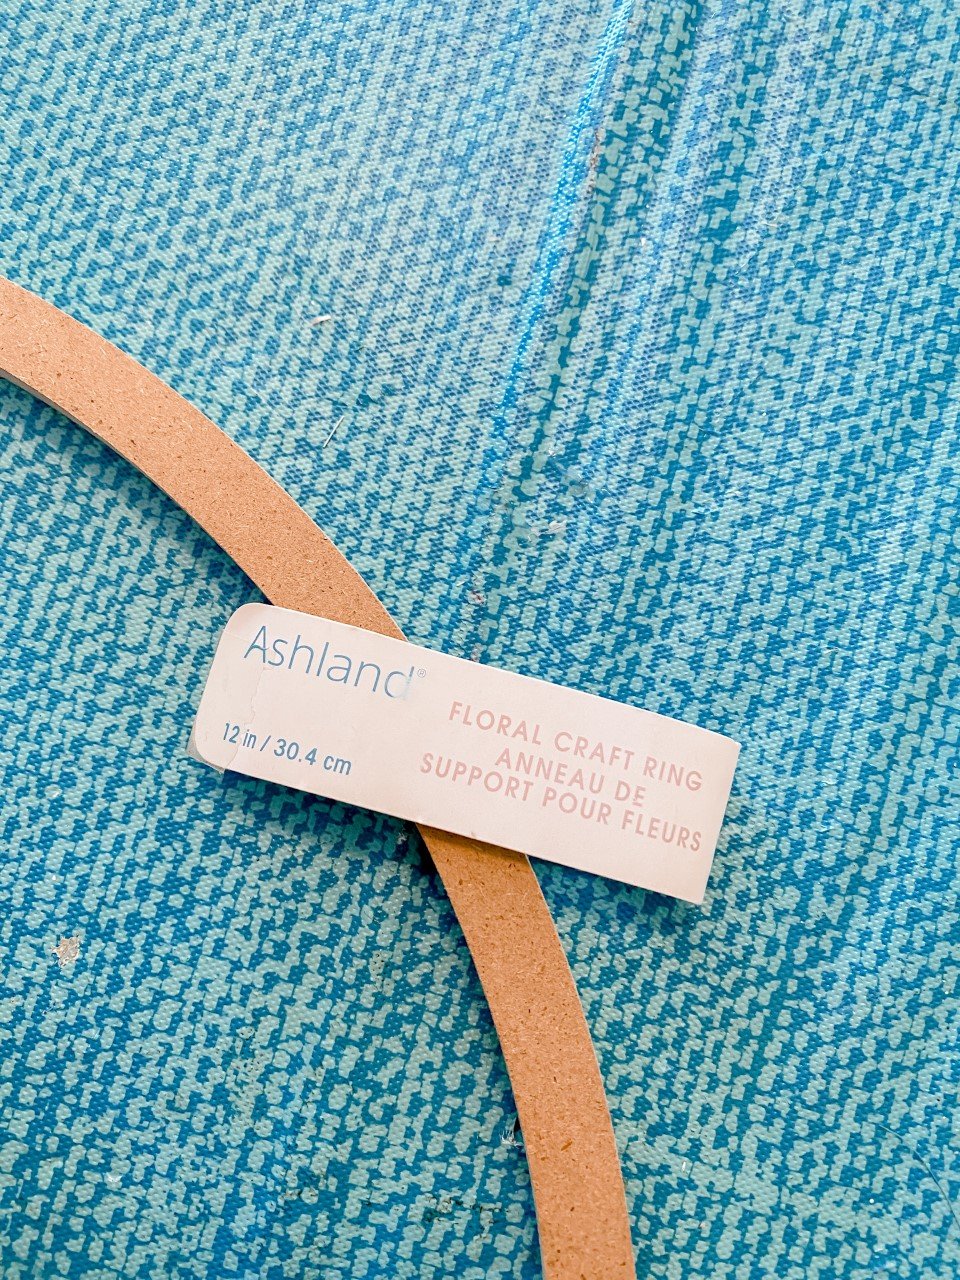 Ashland®
12 in / 30.4 cm
FLORAL CRAFT RING
ANNEAU DE
SUPPORT POUR FLEURS